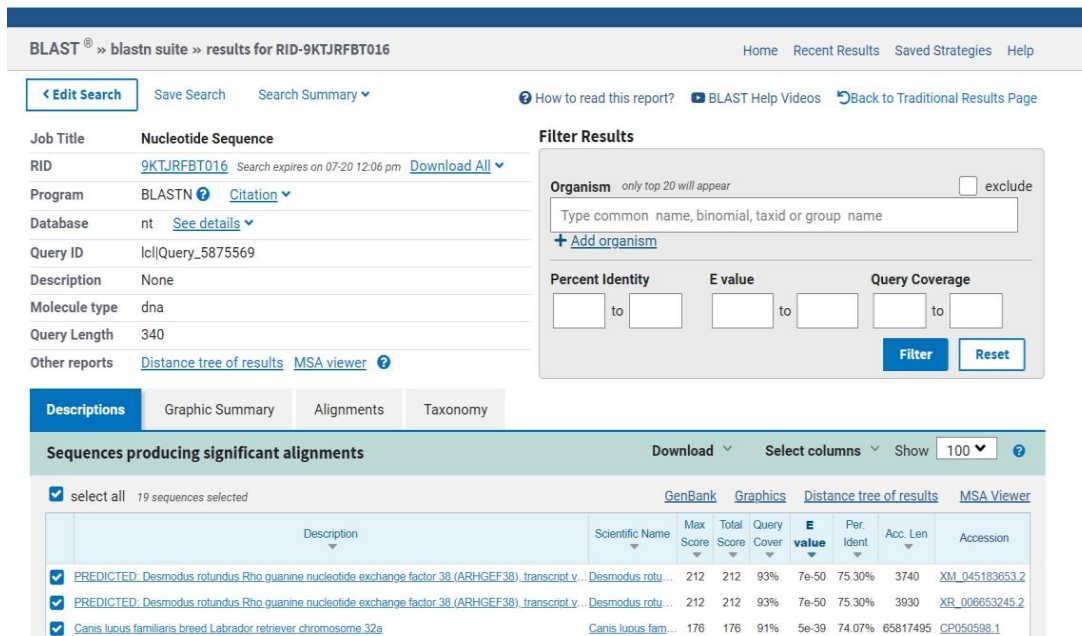 BLAST ® » blastn suite » results for RID-9KTJRFBT016
Home Recent Results Saved Strategies Help
Edit Search Save Search Search Summary
How to read this report? BLAST Help Videos Back to Traditional Results Page
Job Title Nucleotide Sequence
RID 9KTJRFBT016 Search expires on 07-20 12:06 pm Download All
Program BLASTN Citation
Database nt See details
Query ID lcl|Query_5875569
Description None
Molecule type dna
Query Length 340
Other reports Distance tree of results MSA viewer
Filter Results
Organism only top 20 will appear exclude
Type common name, binomial, taxid or group name
+ Add organism
Percent Identity E value Query Coverage
to to to
Filter Reset
Descriptions Graphic Summary Alignments Taxonomy
Sequences producing significant alignments Download Select columns Show 100
select all 19 sequences selected GenBank Graphics Distance tree of results MSA Viewer
Description Scientific Name Max Score Total Score Query Cover E value Per. Ident Acc. Len Accession
PREDICTED: Desmodus rotundus Rho guanine nucleotide exchange factor 38 (ARHGEF38), transcript v... Desmodus rotu... 212 212 93% 7e-50 75.30% 3740 XM_045183653.2
PREDICTED: Desmodus rotundus Rho guanine nucleotide exchange factor 38 (ARHGEF38), transcript v... Desmodus rotu... 212 212 93% 7e-50 75.30% 3930 XR_006653245.2
Canis lupus familiaris breed Labrador retriever chromosome 32a Canis lupus fam... 176 176 91% 5e-39 74.07% 65817495 CP050598.1